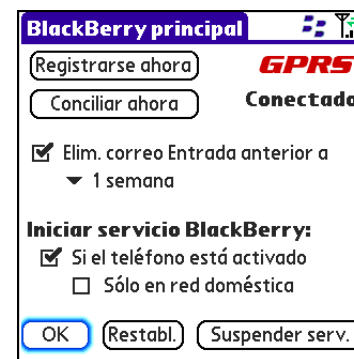 BlackBerry principal
Registrarse ahora GPRS
Conciliar ahora Conectado
Elim. correo Entrada anterior a
1 semana
Iniciar servicio BlackBerry:
Si el teléfono está activado
Sólo en red doméstica
OK Restabl. Suspender serv.